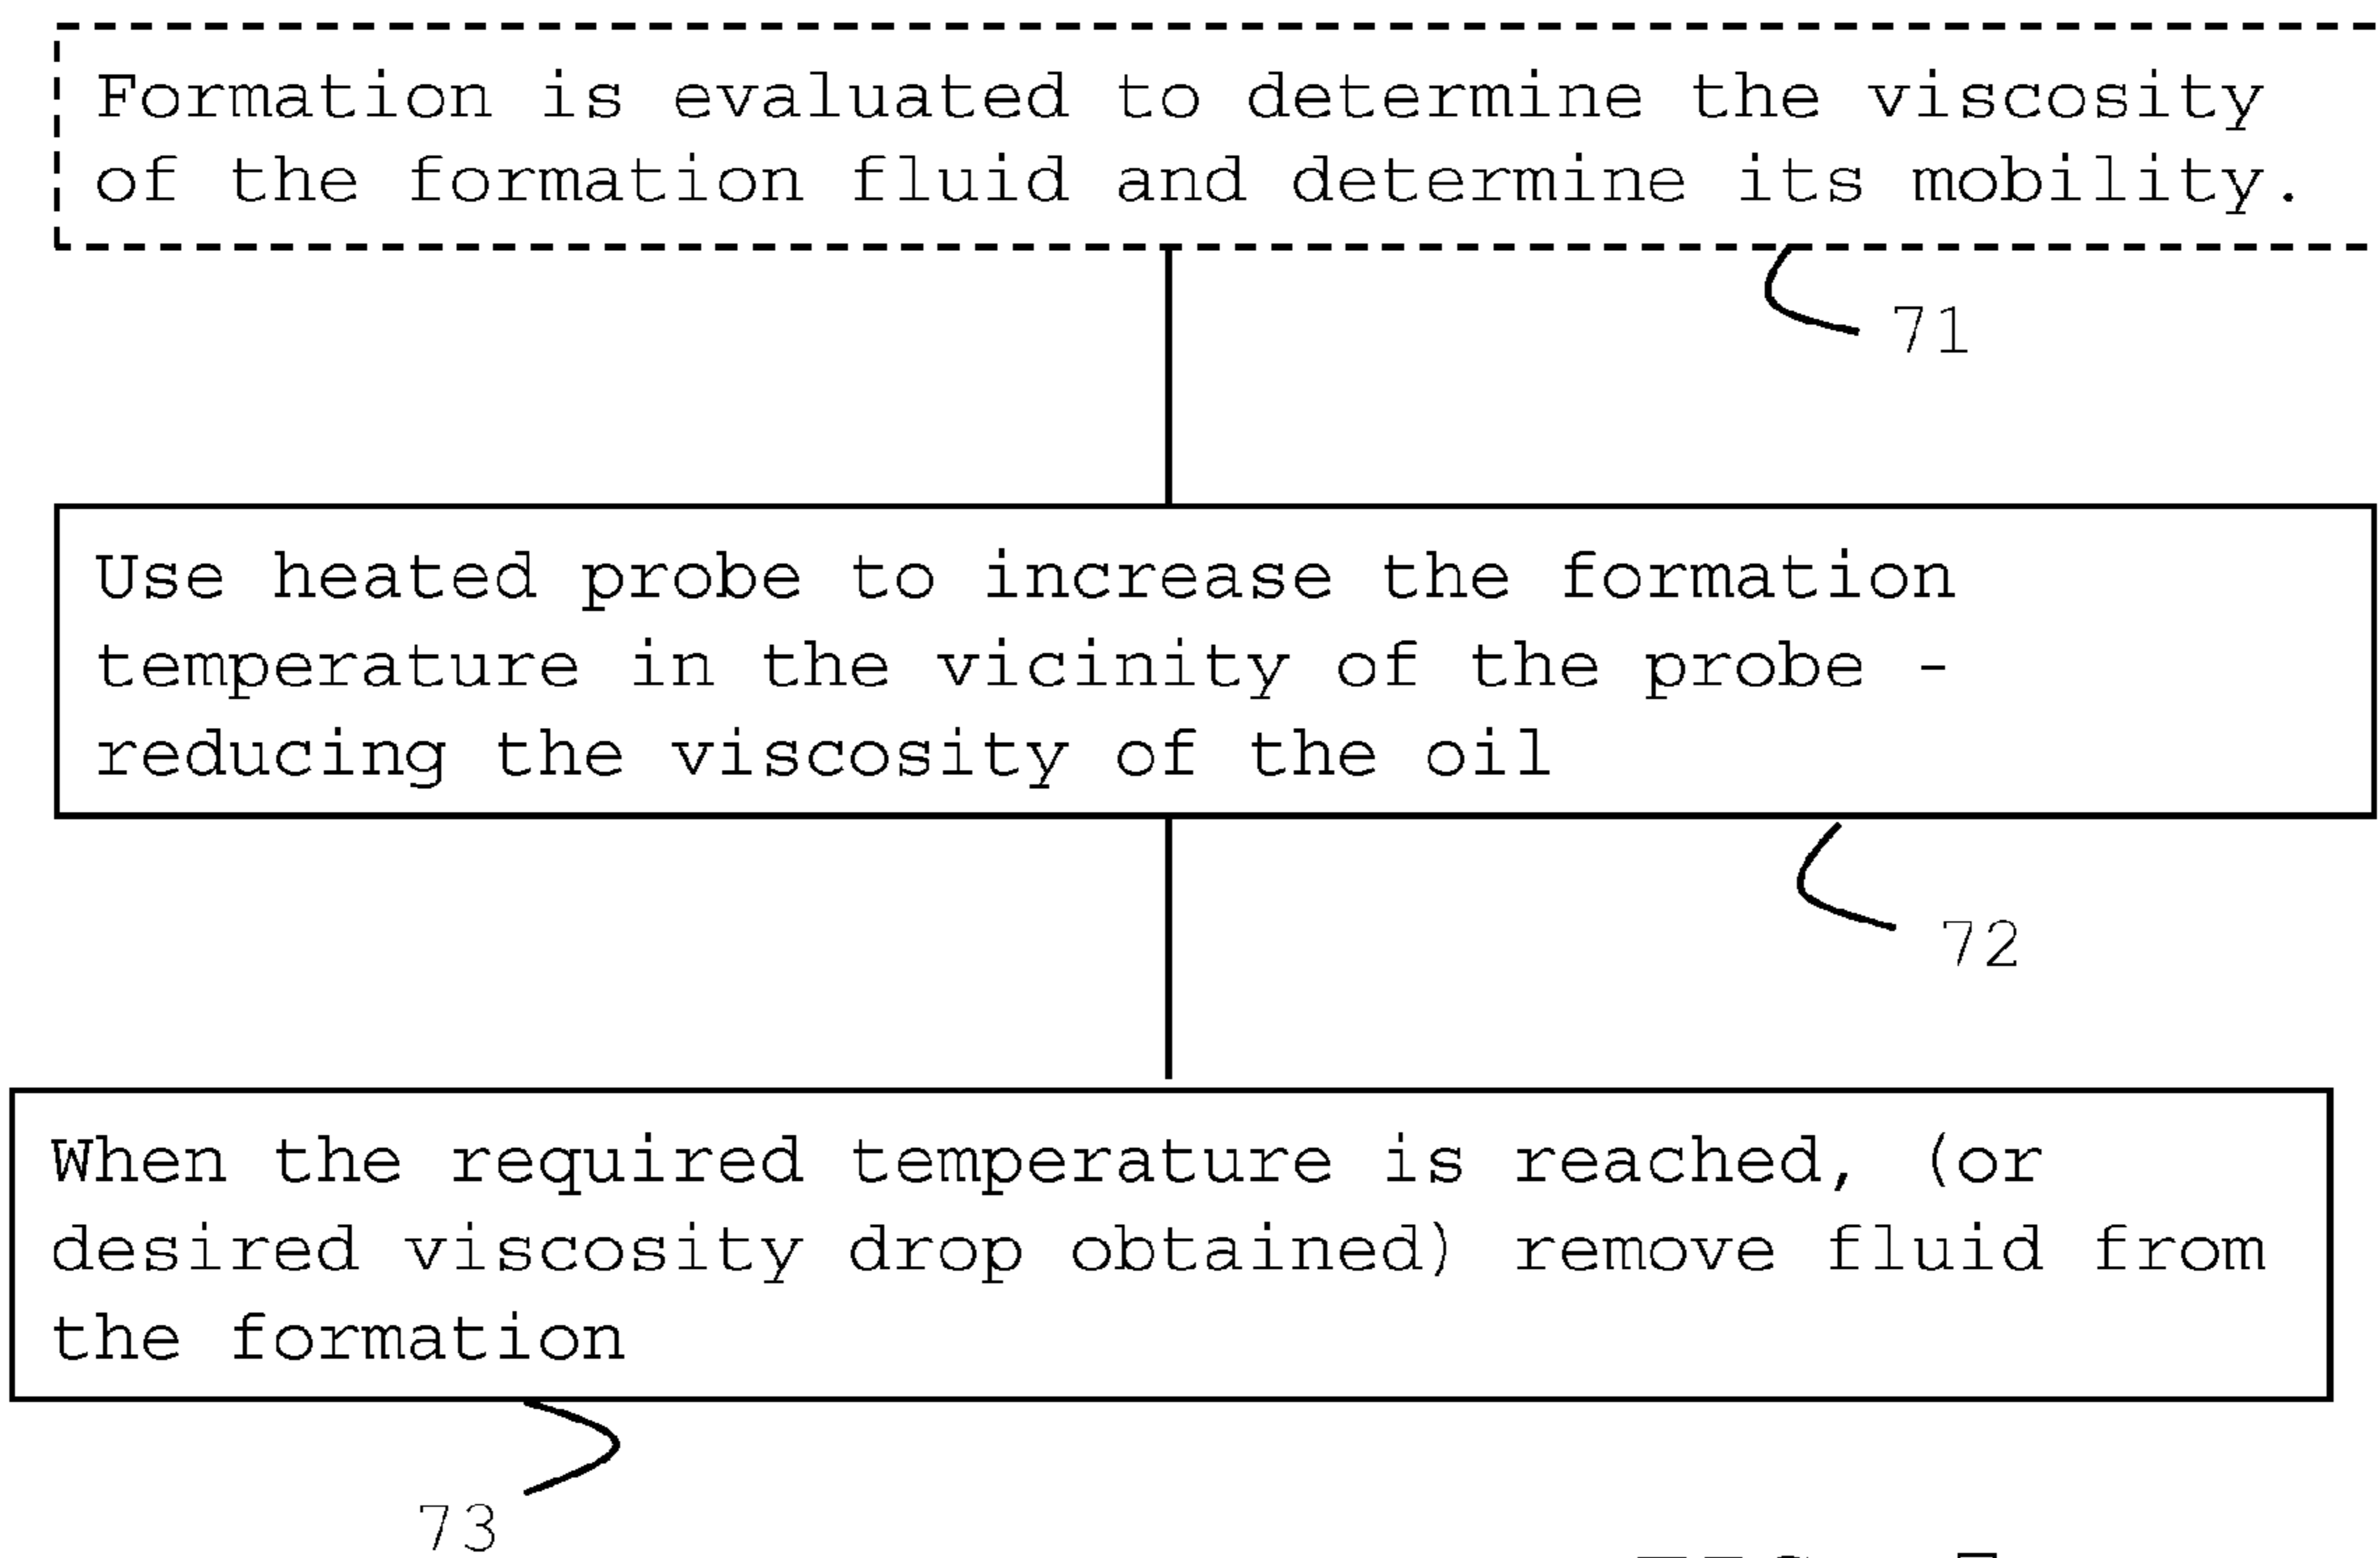 Formation is evaluated to determine the viscosity
of the formation fluid and determine its mobility.
71
Use heated probe to increase the formation
temperature in the vicinity of the probe -
reducing the viscosity of the oil
72
When the required temperature is reached, (or
desired viscosity drop obtained) remove fluid from
the formation
73